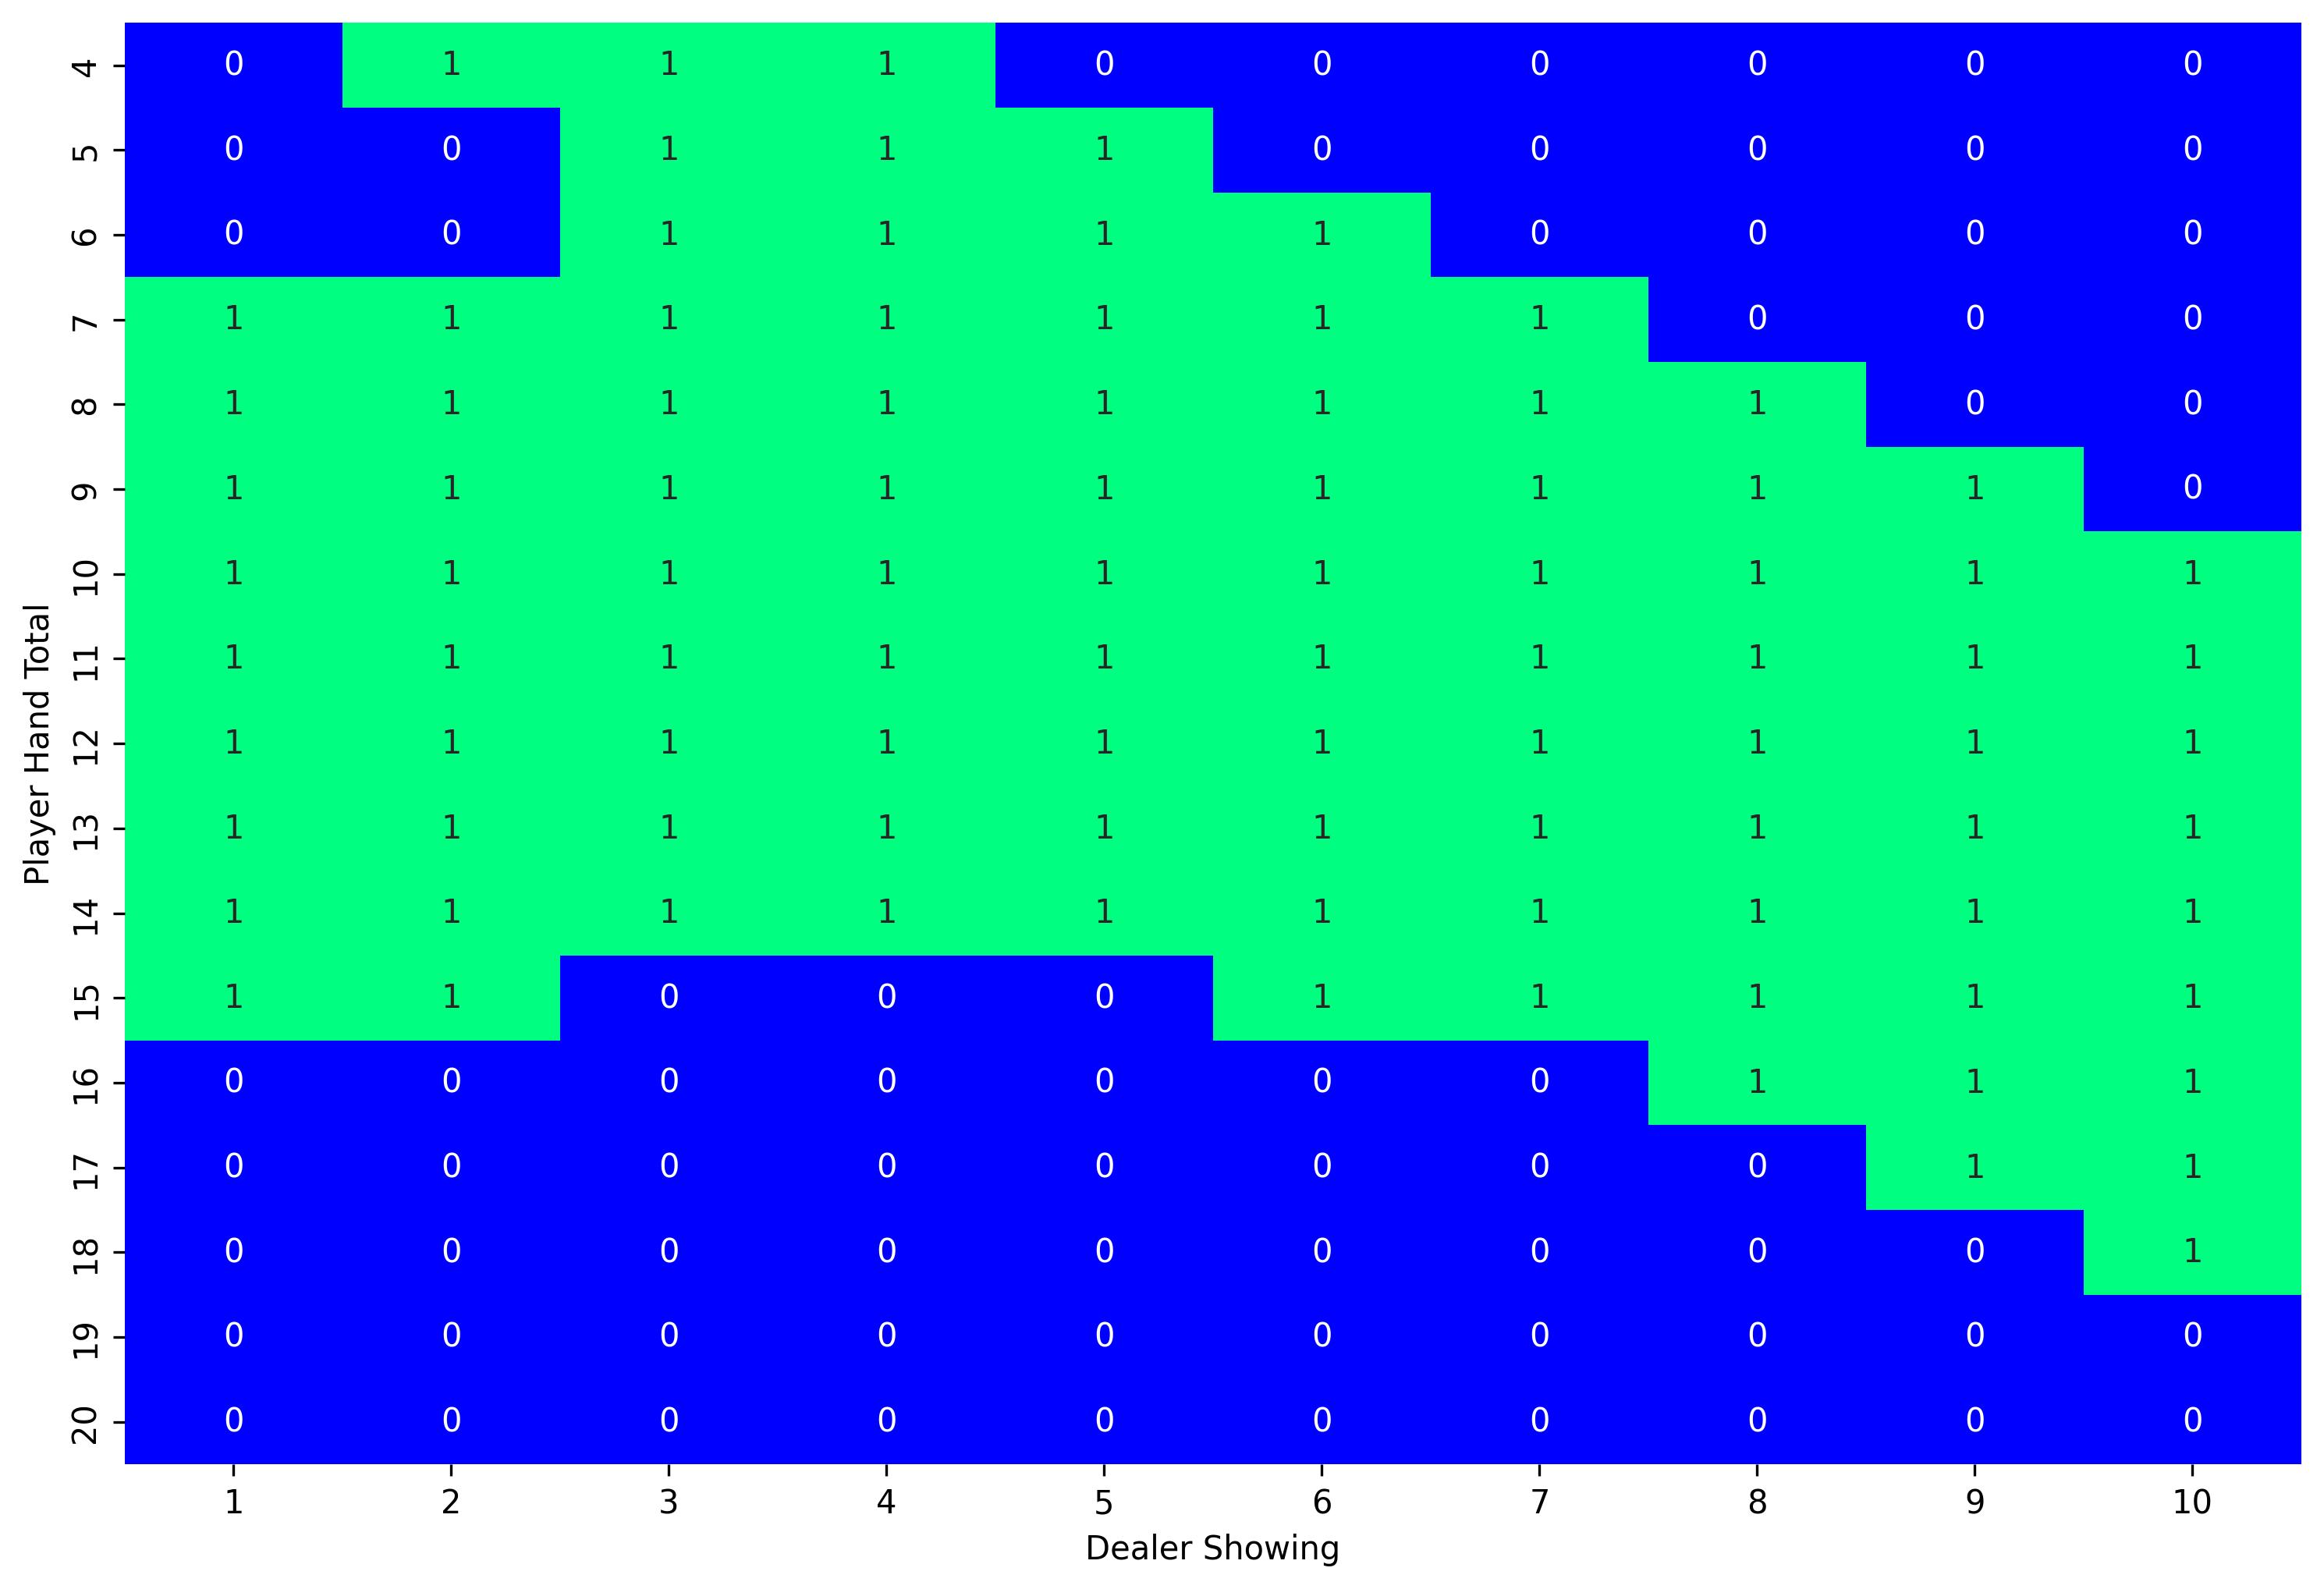 4 0 1 1 1 0 0 0 0 0 0
5 0 0 1 1 1 0 0 0 0 0
6 0 0 1 1 1 1 0 0 0 0
7 1 1 1 1 1 1 1 0 0 0
8 1 1 1 1 1 1 1 1 0 0
9 1 1 1 1 1 1 1 1 1 0
10 1 1 1 1 1 1 1 1 1 1
11 1 1 1 1 1 1 1 1 1 1
12 1 1 1 1 1 1 1 1 1 1
13 1 1 1 1 1 1 1 1 1 1
14 1 1 1 1 1 1 1 1 1 1
15 1 1 0 0 0 1 1 1 1 1
16 0 0 0 0 0 0 0 1 1 1
17 0 0 0 0 0 0 0 0 1 1
18 0 0 0 0 0 0 0 0 0 1
19 0 0 0 0 0 0 0 0 0 0
20 0 0 0 0 0 0 0 0 0 0
1 2 3 4 5 6 7 8 9 10
Dealer Showing
Player Hand Total